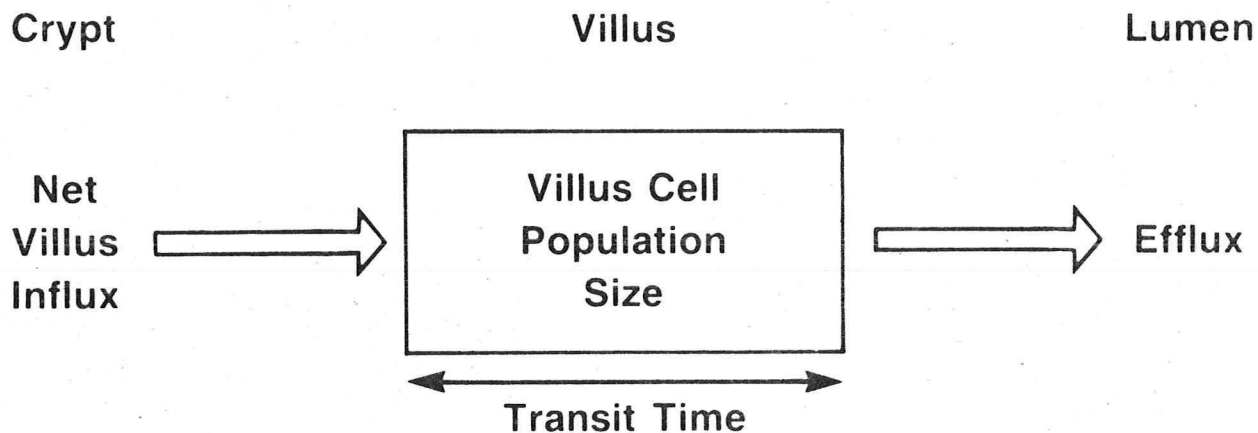 Crypt
Villus
Lumen
Net
Villus
Influx
Villus Cell
Population
Size
Efflux
Transit Time